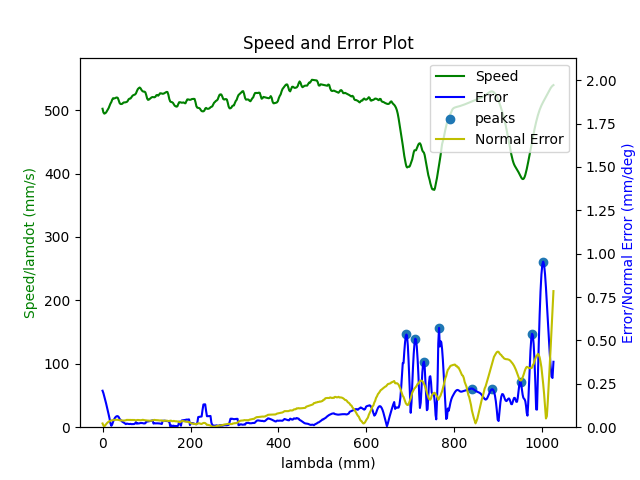 Speed and Error Plot
Speed
Error
peaks
Normal Error
Speed/lamdot (mm/s)
500
400
300
200
100
0
2.00
1.75
1.50
1.25
1.00
0.75
0.50
0.25
0.00
Error/Normal Error (mm/deg)
0
200
400
600
800
1000
lambda (mm)